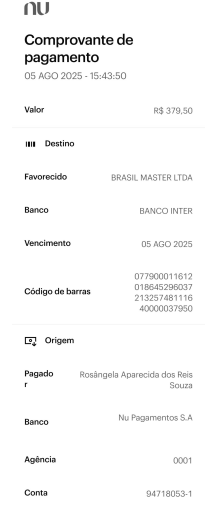 nu
Comprovante de
pagamento
05 AGO 2025 - 15:43:50
Valor R$ 379,50
Destino
Favorecido BRASIL MASTER LTDA
Banco BANCO INTER
Vencimento 05 AGO 2025
Código de barras 077900011612
018645296037
213257481116
40000037950
Origem
Pagado Rosângela Aparecida dos Reis
r Souza
Banco Nu Pagamentos S.A
Agência 0001
Conta 94718053-1